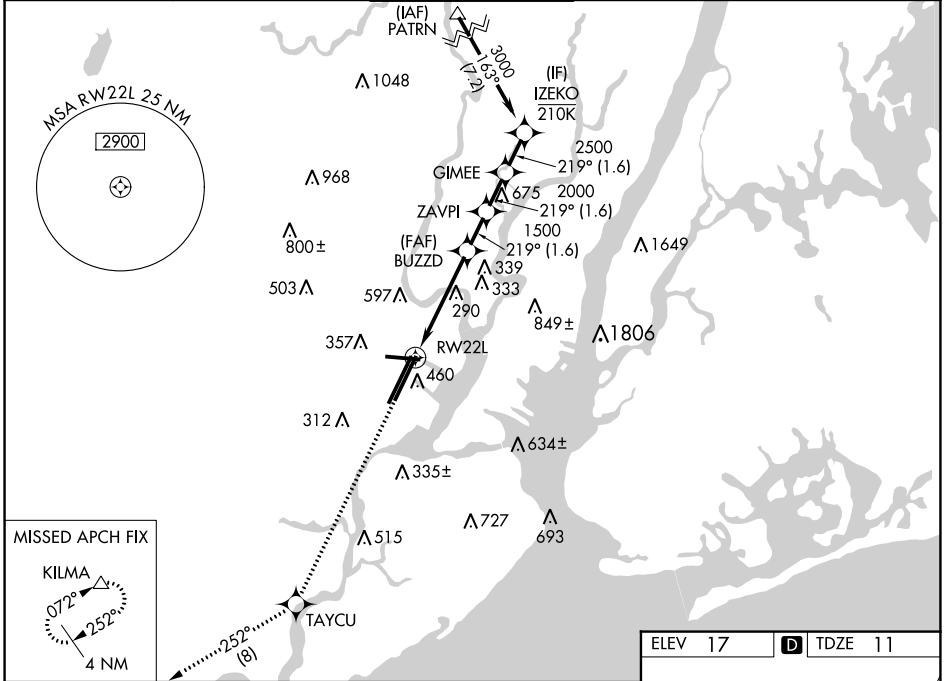 (IAF)
PATRN
3000
163°
(7.2)
(IF)
IZEKO
210K
1048
MSA RW22L 25 NM
2900
2500
219° (1.6)
GIMEE
968
675
2000
219° (1.6)
ZAVPI
1500
219° (1.6)
(FAF)
BUZZD
800±
1649
339
333
503
597
290
849±
1806
357
RW22L
460
312
634±
335±
727
693
515
MISSED APCH FIX
KILMA
072°
252°
4 NM
TAYCU
252°
(8)
ELEV 17 D TDZE 11